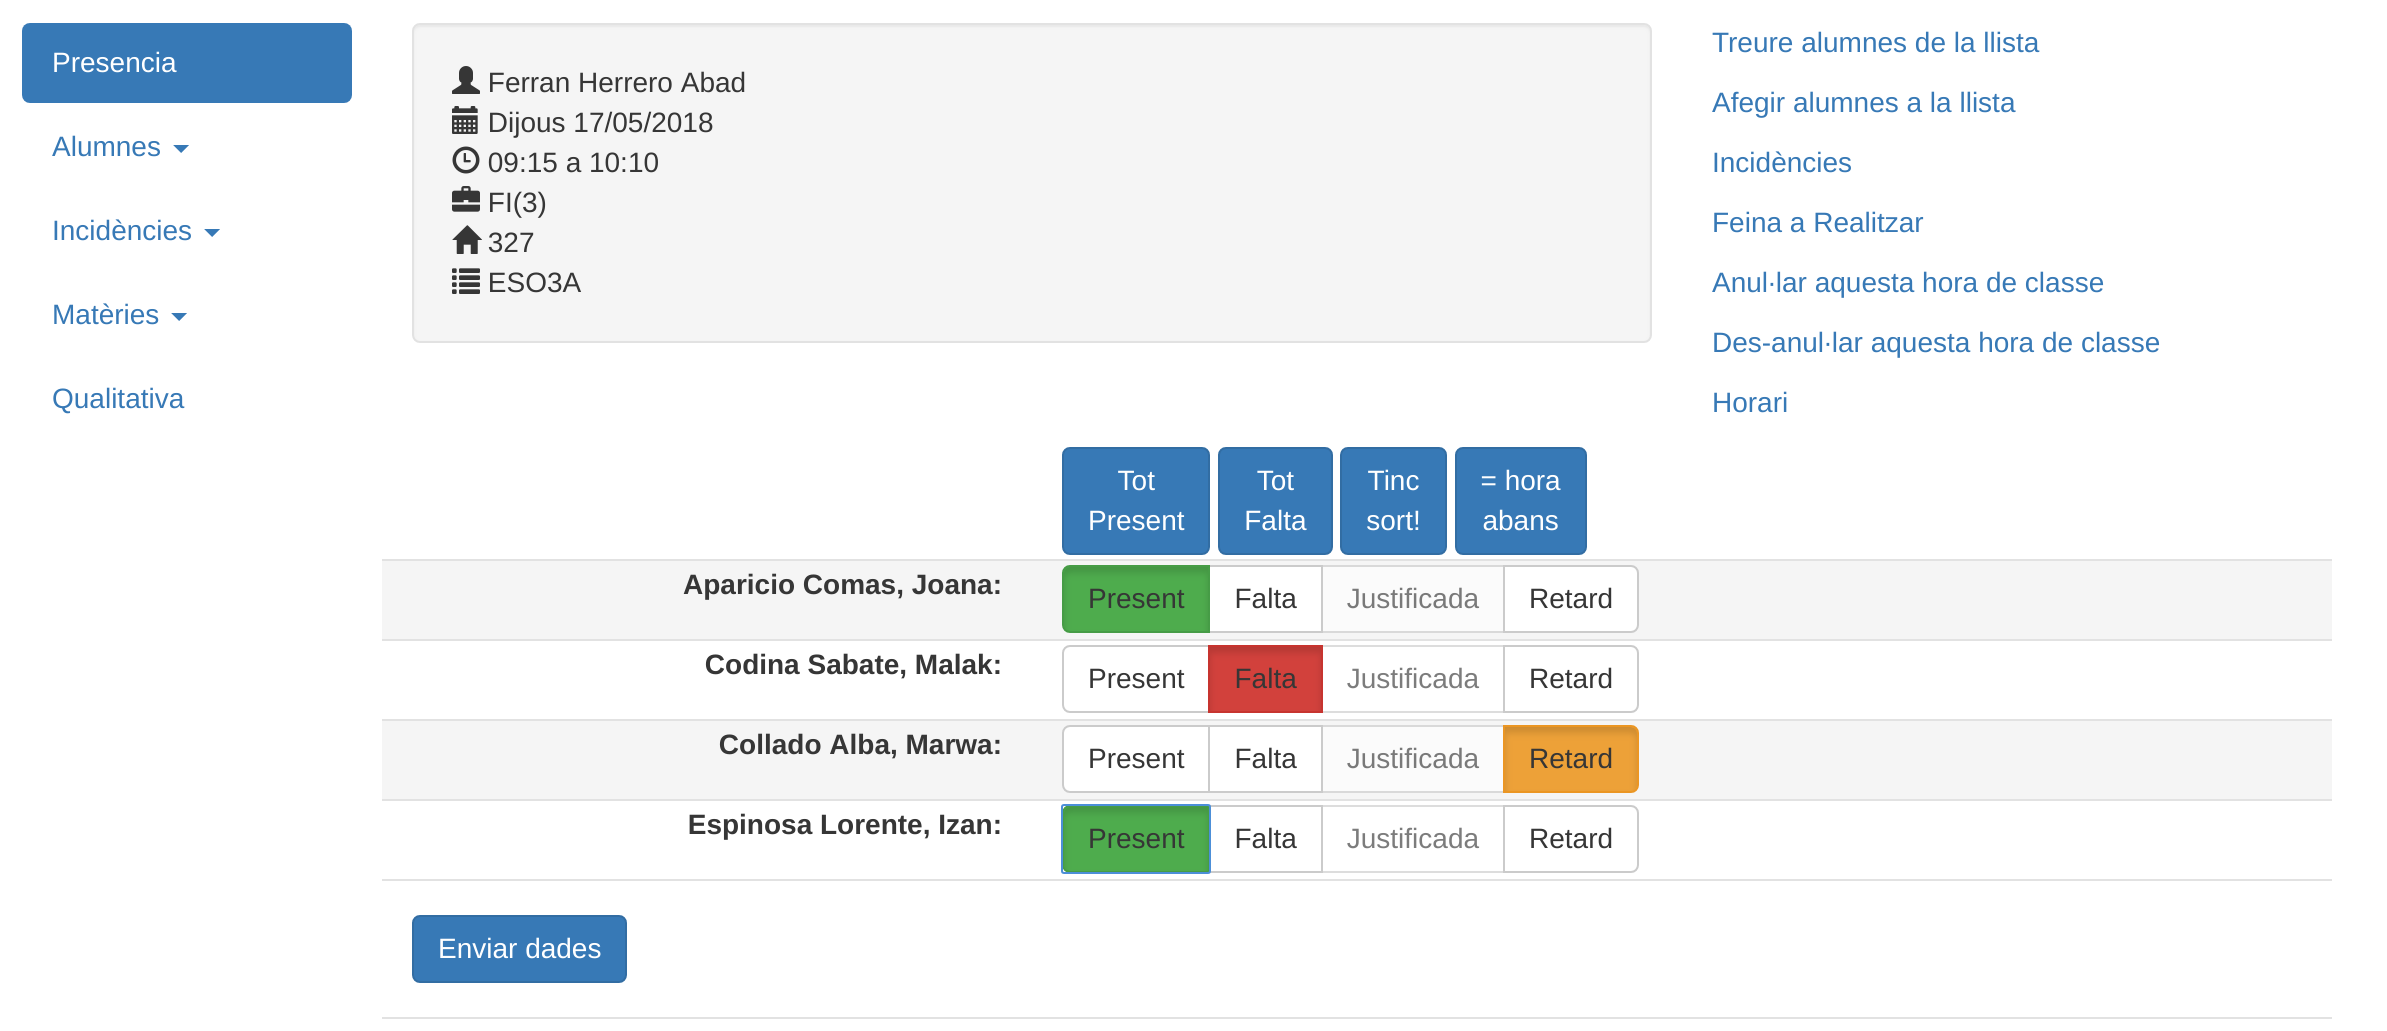 Presencia
Alumnes
Incidències
Matèries
Qualitativa
Ferran Herrero Abad
Dijous 17/05/2018
09:15 a 10:10
FI(3)
327
ESO3A
Treure alumnes de la llista
Afegir alumnes a la llista
Incidències
Feina a Realitzar
Anul·lar aquesta hora de classe
Des-anul·lar aquesta hora de classe
Horari
Tot Present
Tot Falta
Tinc sort!
= hora abans
Aparicio Comas, Joana: Present Falta Justificada Retard
Codina Sabate, Malak: Present Falta Justificada Retard
Collado Alba, Marwa: Present Falta Justificada Retard
Espinosa Lorente, Izan: Present Falta Justificada Retard
Enviar dades